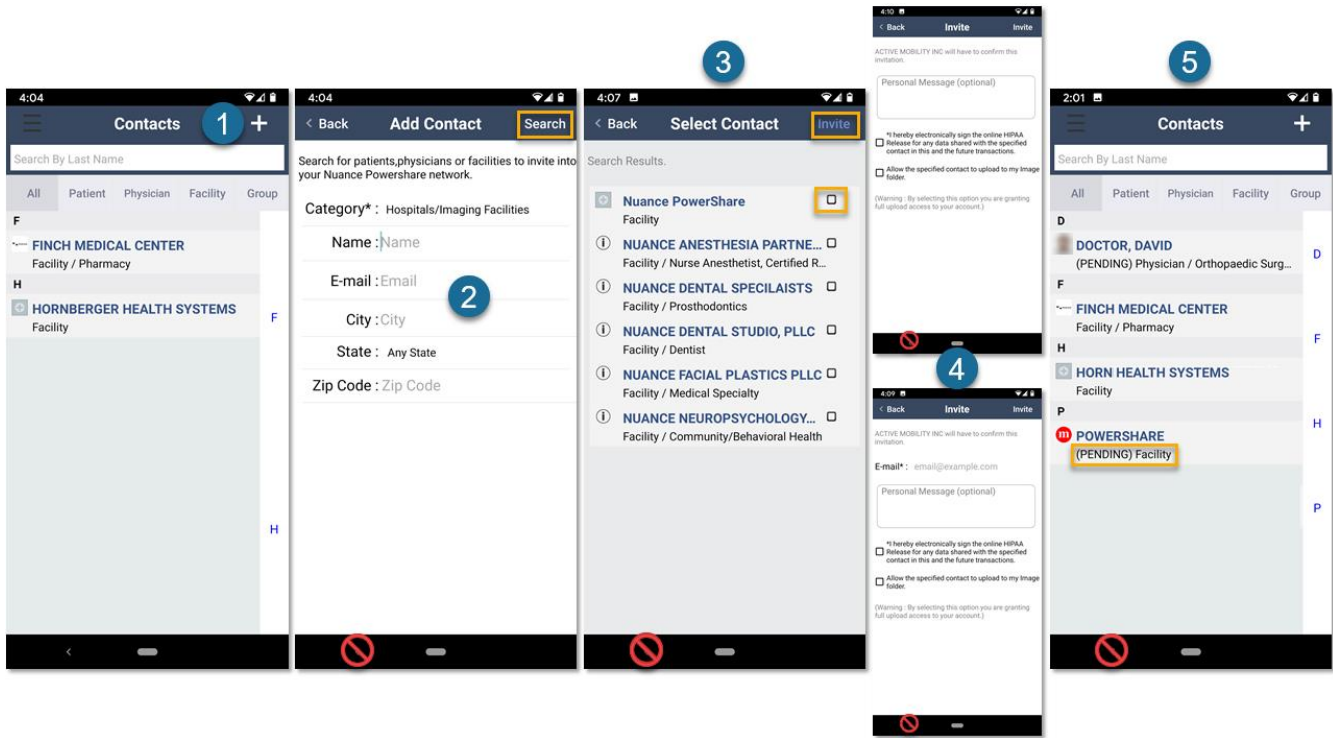 4:04
Contacts
1
+
Search By Last Name
All Patient Physician Facility Group
F
FINCH MEDICAL CENTER
Facility / Pharmacy
H
HORNBERGER HEALTH SYSTEMS
Facility
F
H
4:04
< Back Add Contact Search
Search for patients,physicians or facilities to invite into
your Nuance Powershare network.
Category* : Hospitals/Imaging Facilities
Name : Name
E-mail : Email
2
City : City
State : Any State
Zip Code : Zip Code
3
4:07
< Back Select Contact Invite
Search Results.
Nuance PowerShare
Facility
NUANCE ANESTHESIA PARTNE...
Facility / Nurse Anesthetist, Certified R...
NUANCE DENTAL SPECILAISTS
Facility / Prosthodontics
NUANCE DENTAL STUDIO, PLLC
Facility / Dentist
NUANCE FACIAL PLASTICS PLLC
Facility / Medical Specialty
NUANCE NEUROPSYCHOLOGY...
Facility / Community/Behavioral Health
4:10
< Back Invite Invite
ACTIVE MOBILITY INC will have to confirm this
invitation.
Personal Message (optional)
*I hereby electronically sign the online HIPAA
Release for any data shared with the specified
contact in this and the future transactions.
Allow the specified contact to upload to my Image
folder.
(Warning : By selecting this option you are granting
full upload access to your account.)
4
4:09
< Back Invite Invite
ACTIVE MOBILITY INC will have to confirm this
invitation.
E-mail* : email@example.com
Personal Message (optional)
*I hereby electronically sign the online HIPAA
Release for any data shared with the specified
contact in this and the future transactions.
Allow the specified contact to upload to my Image
folder.
(Warning : By selecting this option you are granting
full upload access to your account.)
5
2:01
Contacts +
Search By Last Name
All Patient Physician Facility Group
D
DOCTOR, DAVID
(PENDING) Physician / Orthopaedic Surg...
F
FINCH MEDICAL CENTER
Facility / Pharmacy
H
HORN HEALTH SYSTEMS
Facility
P
m POWERSHARE
(PENDING) Facility
D
F
H
P